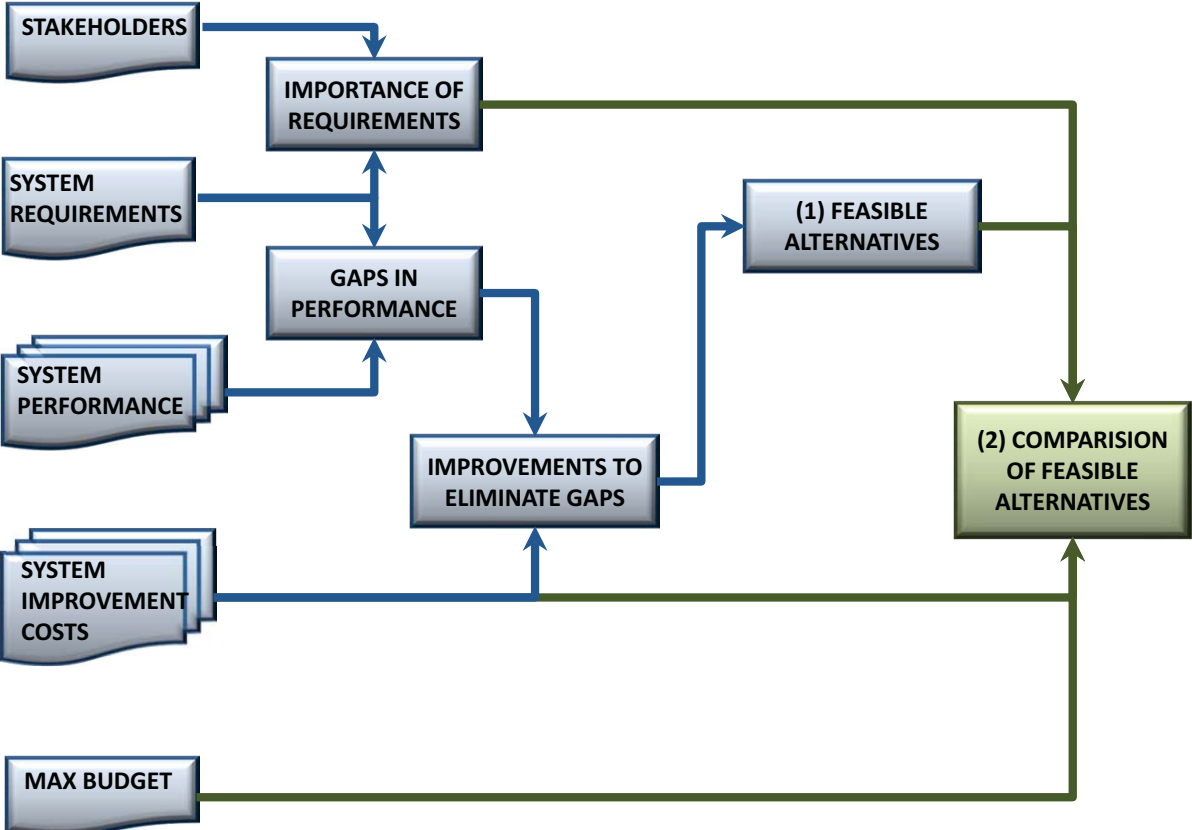 STAKEHOLDERS
IMPORTANCE OF
REQUIREMENTS
SYSTEM
REQUIREMENTS
(1) FEASIBLE
ALTERNATIVES
GAPS IN
PERFORMANCE
SYSTEM
PERFORMANCE
(2) COMPARISION
OF FEASIBLE
ALTERNATIVES
IMPROVEMENTS TO
ELIMINATE GAPS
SYSTEM
IMPROVEMENT
COSTS
MAX BUDGET